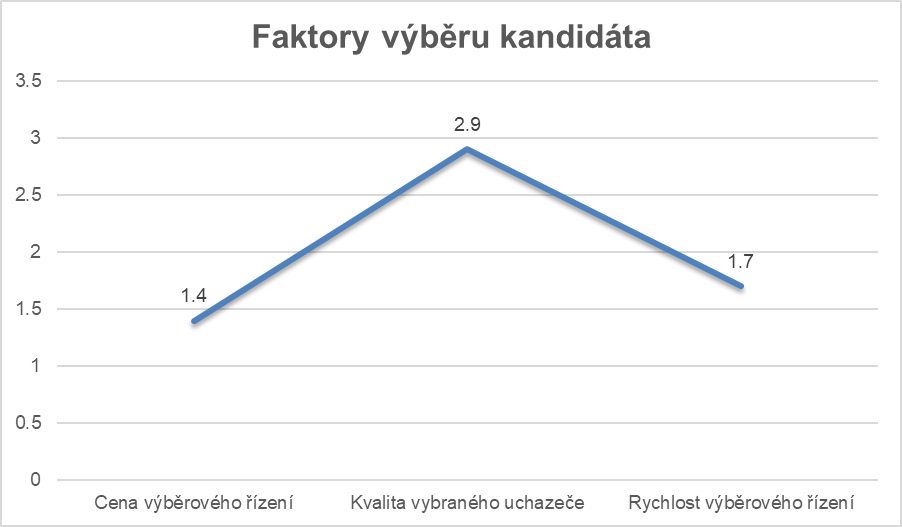 Faktory výběru kandidáta
3.5
3
2.5
2
1.5
1
0.5
0
1.4
2.9
1.7
Cena výběrového řízení
Kvalita vybraného uchazeče
Rychlost výběrového řízení